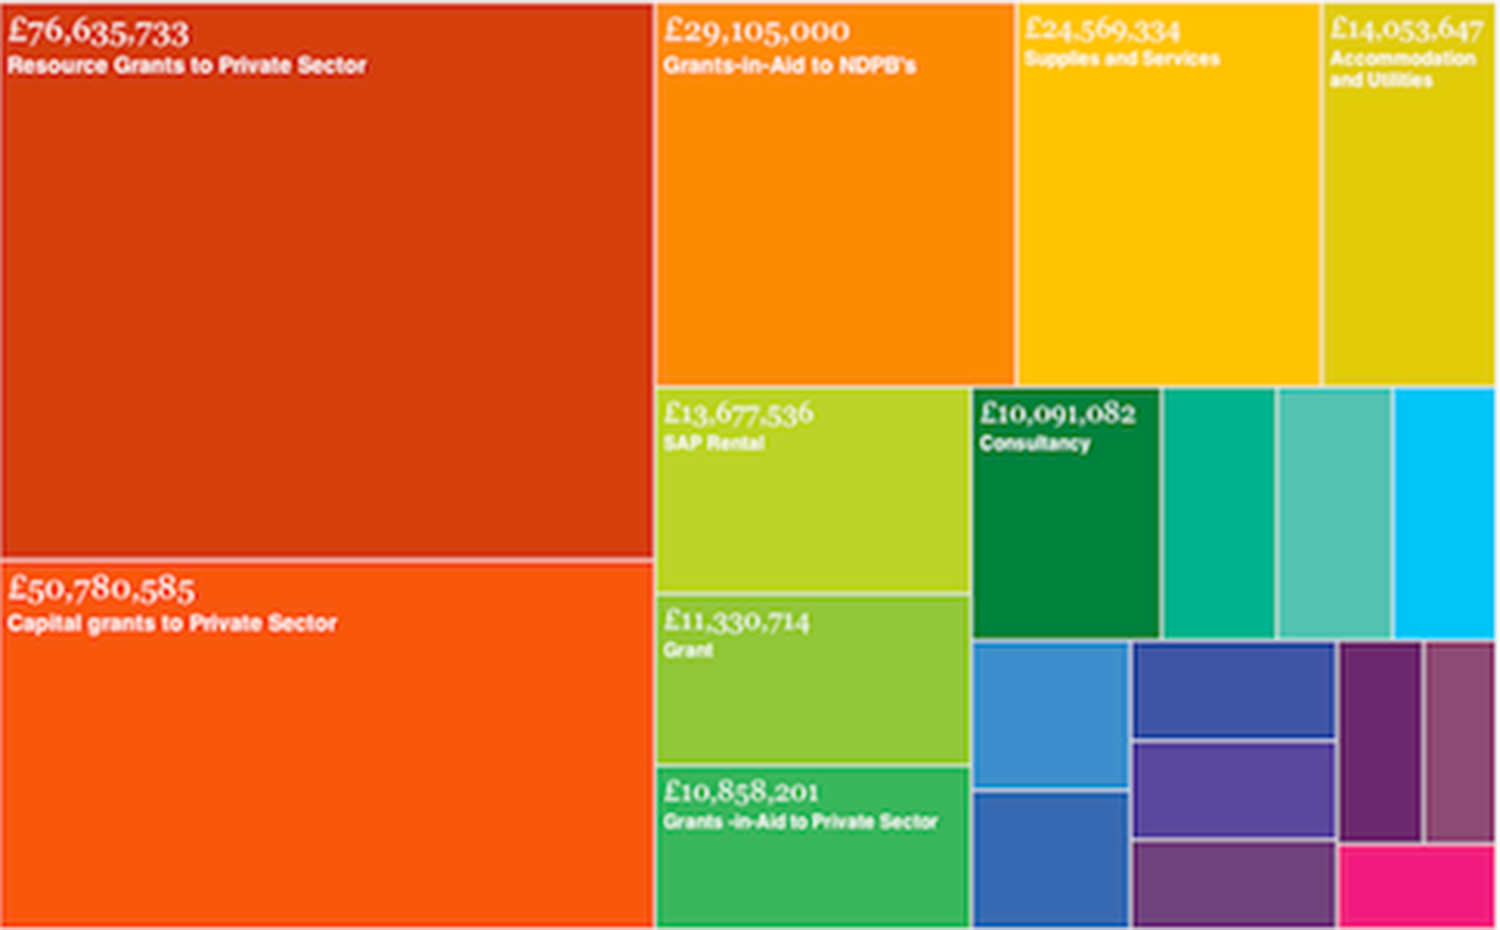 £76,635,733
Resource Grants to Private Sector
£29,105,000
Grants-in-Aid to NDPB's
£24,569,334
Supplies and Services
£14,053,647
Accommodation
and Utilities
£13,677,536
SAP Rental
£10,091,082
Consultancy
£50,780,585
Capital grants to Private Sector
£11,330,714
Grant
£10,858,201
Grants -in-Aid to Private Sector